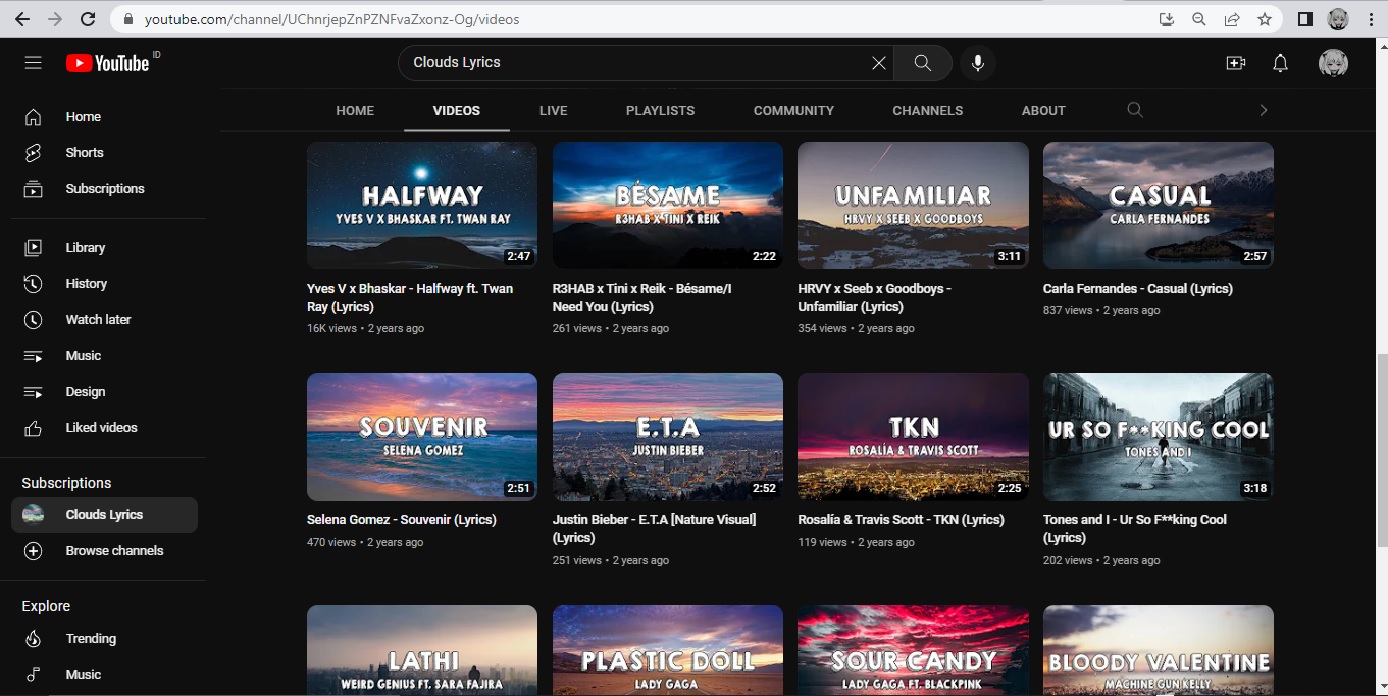 youtube.com/channel/UChnrjepZnPZNFvaZxonz-Og/videos
YouTube ID
Clouds Lyrics
HOME VIDEOS LIVE PLAYLISTS COMMUNITY CHANNELS ABOUT
Home
Shorts
Subscriptions
Library
History
Watch later
Music
Design
Liked videos
Subscriptions
Clouds Lyrics
Browse channels
Explore
Trending
Music
HALFWAY
YVES V X BHASKAR FT. TWAN RAY
2:47
Yves V x Bhaskar - Halfway ft. Twan
Ray (Lyrics)
16K views • 2 years ago
BÉSAME
R3HAB X TINI X REIK
2:22
R3HAB x Tini x Reik - Bésame/I
Need You (Lyrics)
261 views • 2 years ago
UNFAMILIAR
HRVY X SEEB X GOODBOYS
3:11
HRVY x Seeb x Goodboys -
Unfamiliar (Lyrics)
354 views • 2 years ago
CASUAL
CARLA FERNANDES
2:57
Carla Fernandes - Casual (Lyrics)
837 views • 2 years ago
SOUVENIR
SELENA GOMEZ
2:51
Selena Gomez - Souvenir (Lyrics)
470 views • 2 years ago
E.T.A
JUSTIN BIEBER
2:52
Justin Bieber - E.T.A [Nature Visual]
(Lyrics)
251 views • 2 years ago
TKN
ROSALÍA & TRAVIS SCOTT
2:25
Rosalía & Travis Scott - TKN (Lyrics)
119 views • 2 years ago
UR SO F**KING COOL
TONES AND I
3:18
Tones and I - Ur So F**king Cool
(Lyrics)
202 views • 2 years ago
LATHI
WEIRD GENIUS FT. SARA FAJIRA
PLASTIC DOLL
LADY GAGA
SOUR CANDY
LADY GAGA FT. BLACKPINK
BLOODY VALENTINE
MACHINE GUN KELLY